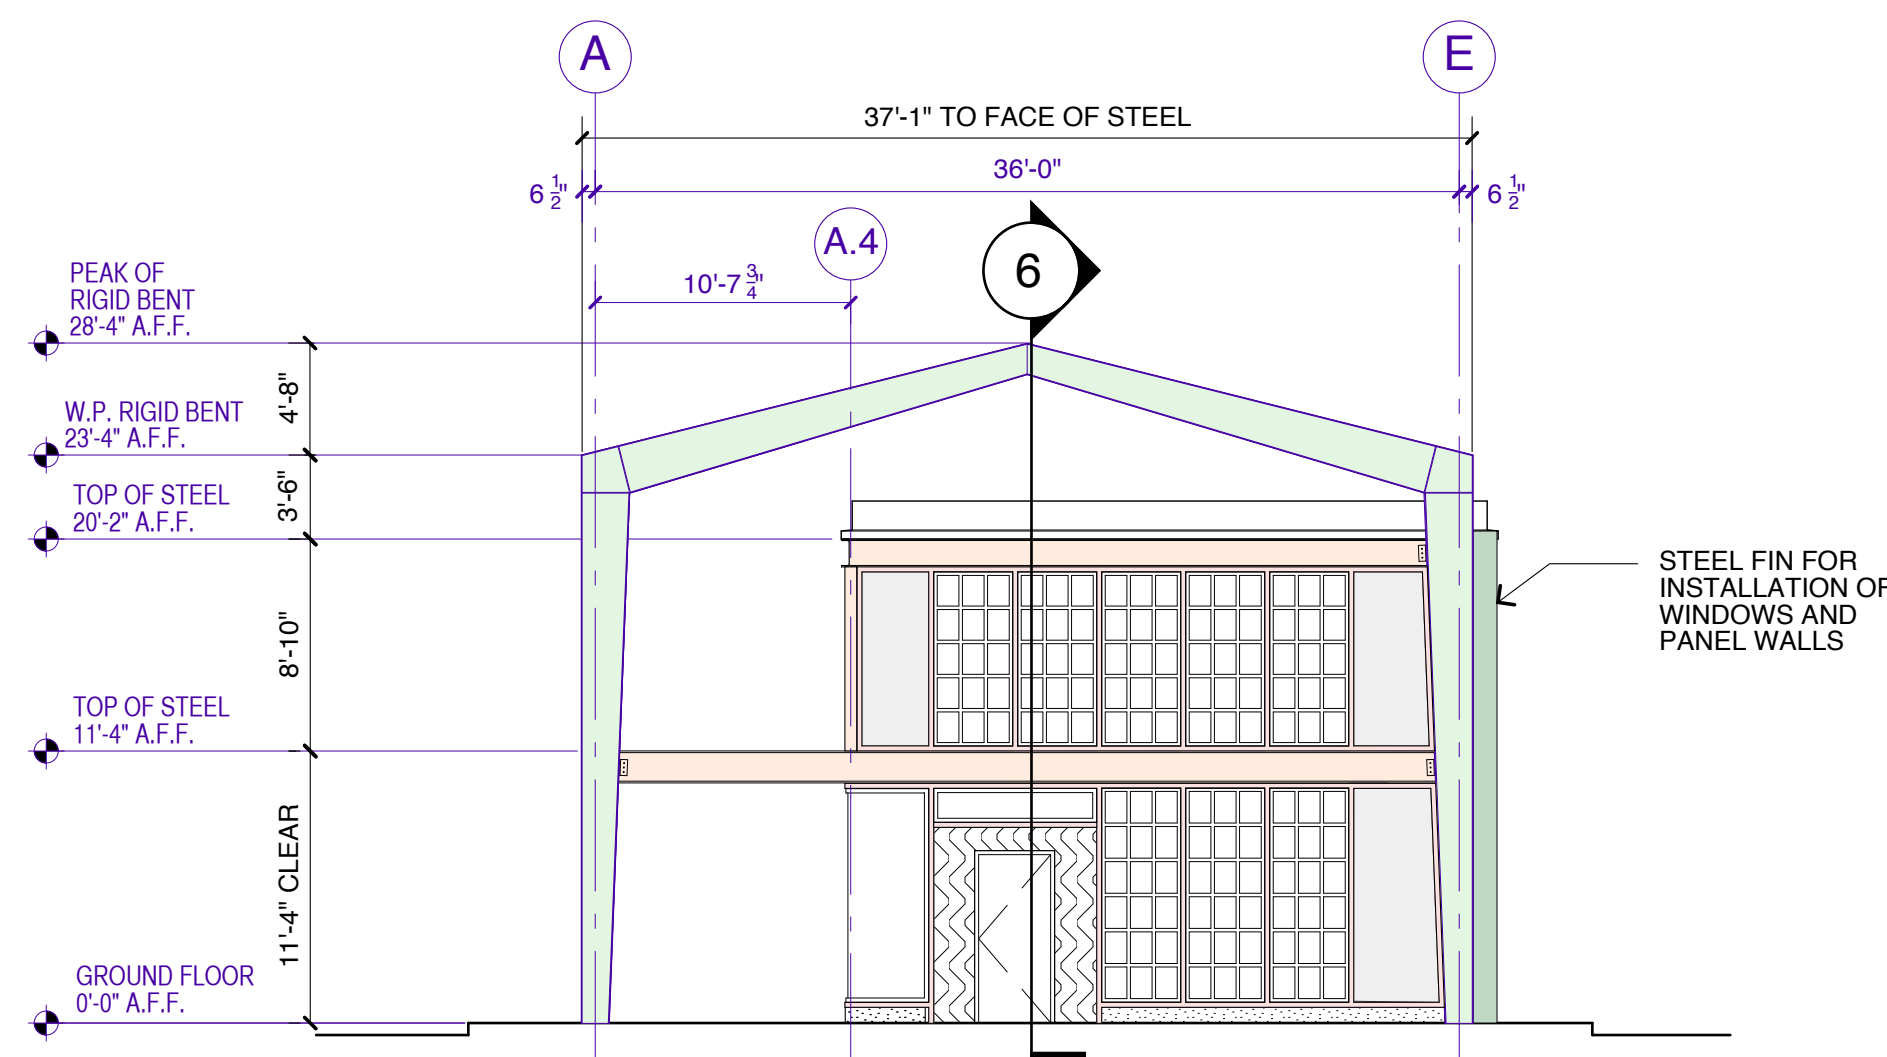 A
E
37'-1" TO FACE OF STEEL
36'-0"
6 1/2"
6 1/2"
A.4
10'-7 3/4"
6
PEAK OF
RIGID BENT
28'-4" A.F.F.
4'-8"
W.P. RIGID BENT
23'-4" A.F.F.
3'-6"
TOP OF STEEL
20'-2" A.F.F.
STEEL FIN FOR
INSTALLATION OF
WINDOWS AND
PANEL WALLS
8'-10"
TOP OF STEEL
11'-4" A.F.F.
11'-4" CLEAR
GROUND FLOOR
0'-0" A.F.F.